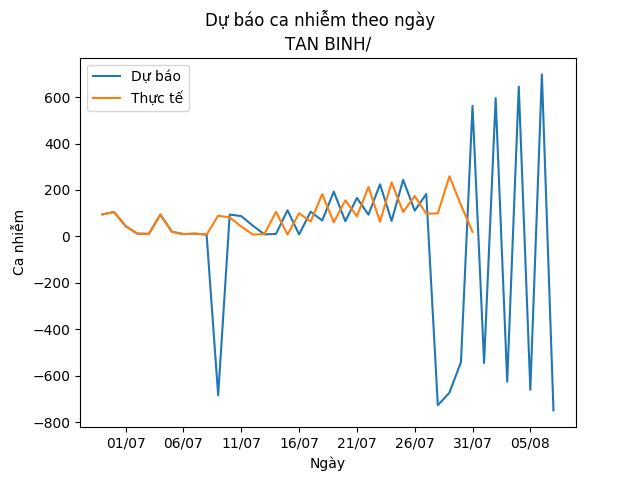 Dự báo ca nhiễm theo ngày
TAN BINH/
Dự báo
Thực tế
Ca nhiễm
600
400
200
0
−200
−400
−600
−800
01/07 06/07 11/07 16/07 21/07 26/07 31/07 05/08
Ngày